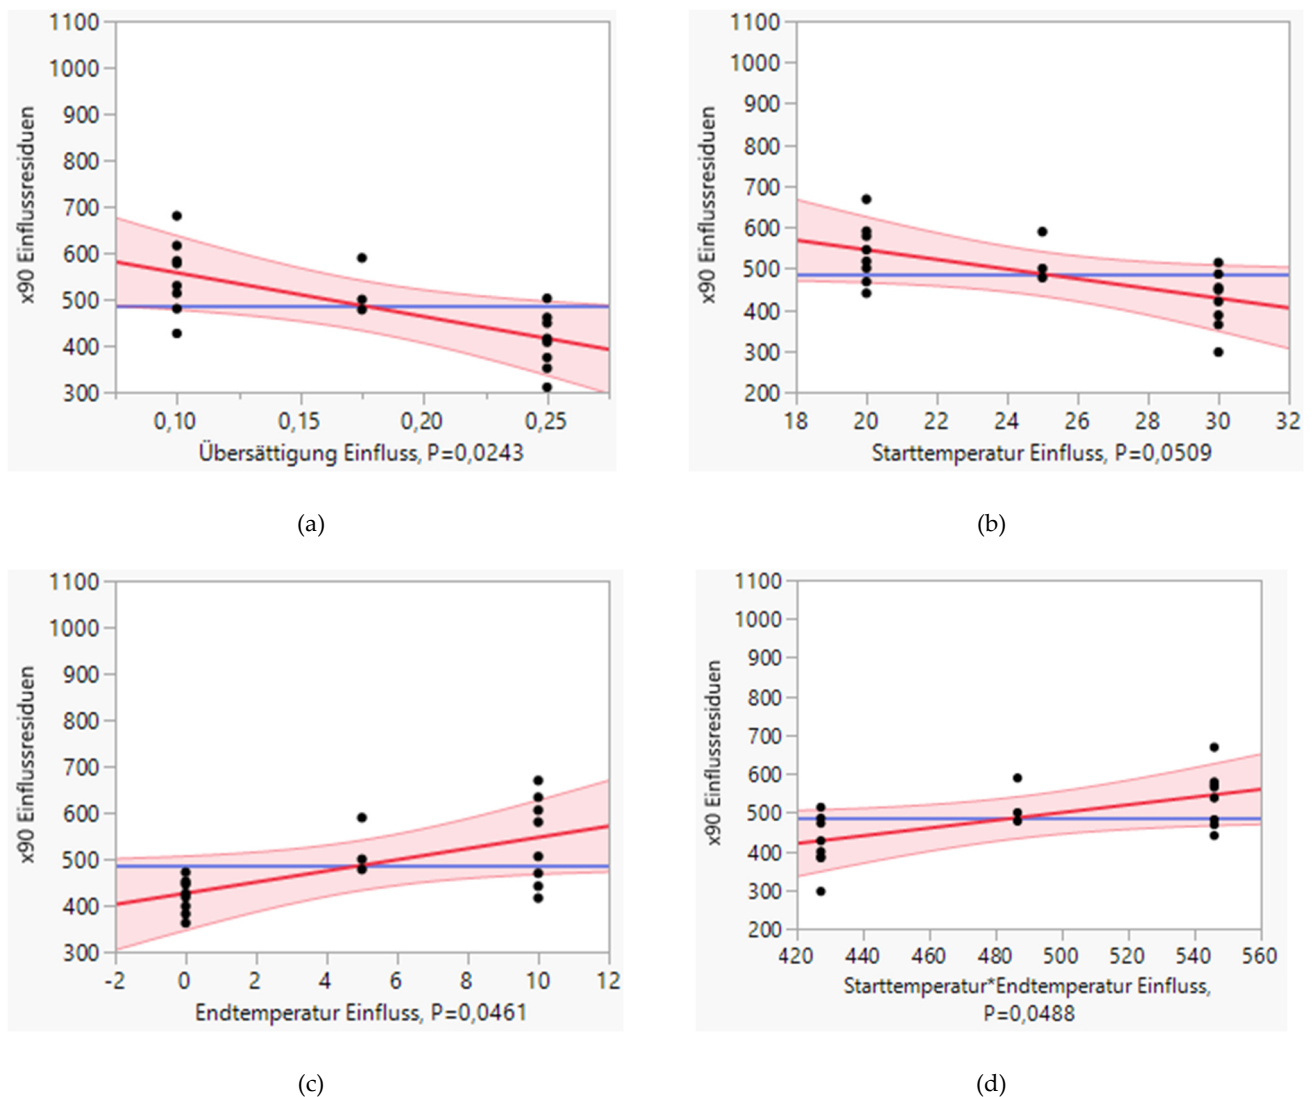 1100
1000
900
800
700
600
500
400
300
x90 Einflussresiduen
0,10 0,15 0,20 0,25
Übersättigung Einfluss, P=0,0243
(a)
1100
1000
900
800
700
600
500
400
300
200
x90 Einflussresiduen
18 20 22 24 26 28 30 32
Starttemperatur Einfluss, P=0,0509
(b)
1100
1000
900
800
700
600
500
400
300
x90 Einflussresiduen
-2 0 2 4 6 8 10 12
Endtemperatur Einfluss, P=0,0461
(c)
1100
1000
900
800
700
600
500
400
300
200
x90 Einflussresiduen
420 440 460 480 500 520 540 560
Starttemperatur*Endtemperatur Einfluss,
P=0,0488
(d)